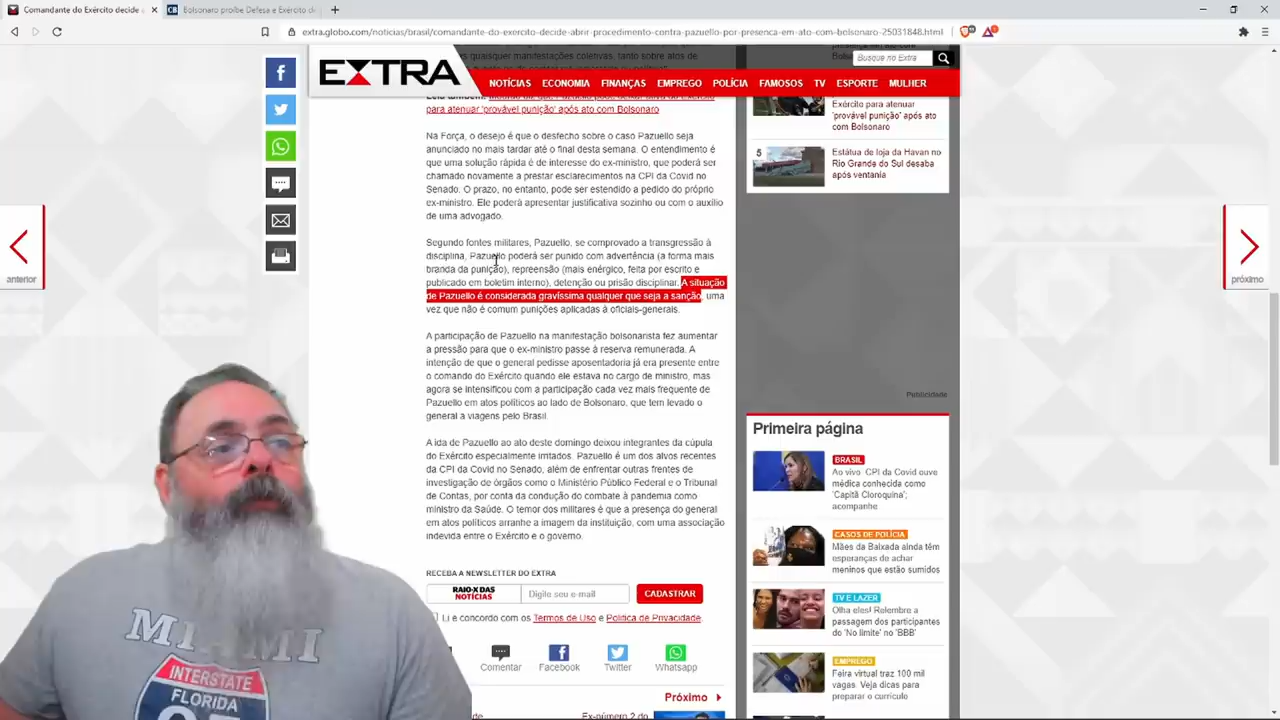 Comandante do Exército decide a
Bolsonaro proíbe Defesa e Exército d
extra.globo.com/noticias/brasil/comandante-do-exercito-decide-abrir-procedimento-contra-pazuello-por-presenca-em-ato-com-bolsonaro-25031848.html
EXTRA
Busque no Extra
NOTÍCIAS ECONOMIA FINANÇAS EMPREGO POLÍCIA FAMOSOS TV ESPORTE MULHER
quaisquer manifestações coletivas, tanto sobre atos de
para atenuar 'provável punição' após ato com Bolsonaro
Na Força, o desejo é que o desfecho sobre o caso Pazuello seja
anunciado no mais tardar até o final desta semana. O entendimento é
que uma solução rápida é de interesse do ex-ministro, que poderá ser
chamado novamente a prestar esclarecimentos na CPI da Covid no
Senado. O prazo, no entanto, pode ser estendido a pedido do próprio
ex-ministro. Ele poderá apresentar justificativa sozinho ou com o auxílio
de uma advogado.
Segundo fontes militares, Pazuello, se comprovado a transgressão à
disciplina, Pazuello poderá ser punido com advertência (a forma mais
branda da punição), repreensão (mais enérgico, feita por escrito e
publicado em boletim interno), detenção ou prisão disciplinar. A situação
de Pazuello é considerada gravíssima qualquer que seja a sanção, uma
vez que não é comum punições aplicadas à oficiais-generais.
A participação de Pazuello na manifestação bolsonarista fez aumentar
a pressão para que o ex-ministro passe à reserva remunerada. A
intenção de que o general pedisse aposentadoria já era presente entre
o comando do Exército quando ele estava no cargo de ministro, mas
agora se intensificou com a participação cada vez mais frequente de
Pazuello em atos políticos ao lado de Bolsonaro, que tem levado o
general a viagens pelo Brasil.
A ida de Pazuello ao ato deste domingo deixou integrantes da cúpula
do Exército especialmente irritados. Pazuello é um dos alvos recentes
da CPI da Covid no Senado, além de enfrentar outras frentes de
investigação de órgãos como o Ministério Público Federal e o Tribunal
de Contas, por conta da condução do combate à pandemia como
ministro da Saúde. O temor dos militares é que a presença do general
em atos políticos arranhe a imagem da instituição, com uma associação
indevida entre o Exército e o governo.
RECEBA A NEWSLETTER DO EXTRA
RAIO-X DAS
NOTÍCIAS
Digite seu e-mail
CADASTRAR
Li e concordo com os Termos de Uso e Política de Privacidade.
Comentar Facebook Twitter Whatsapp
Próximo
de
Ex-número 2 do
anterior
próximo
Exército para atenuar
'provável punição' após ato
com Bolsonaro
5
Estátua de loja da Havan no
Rio Grande do Sul desaba
após ventania
Publicidade
Primeira página
BRASIL
Ao vivo: CPI da Covid ouve
médica conhecida como
'Capitã Cloroquina';
acompanhe
CASOS DE POLÍCIA
Mães da Baixada ainda têm
esperanças de achar
meninos que estão sumidos
TV E LAZER
Olha eles! Relembre a
passagem dos participantes
do 'No limite' no 'BBB'
EMPREGO
Feira virtual traz 100 mil
vagas. Veja dicas para
preparar o currículo